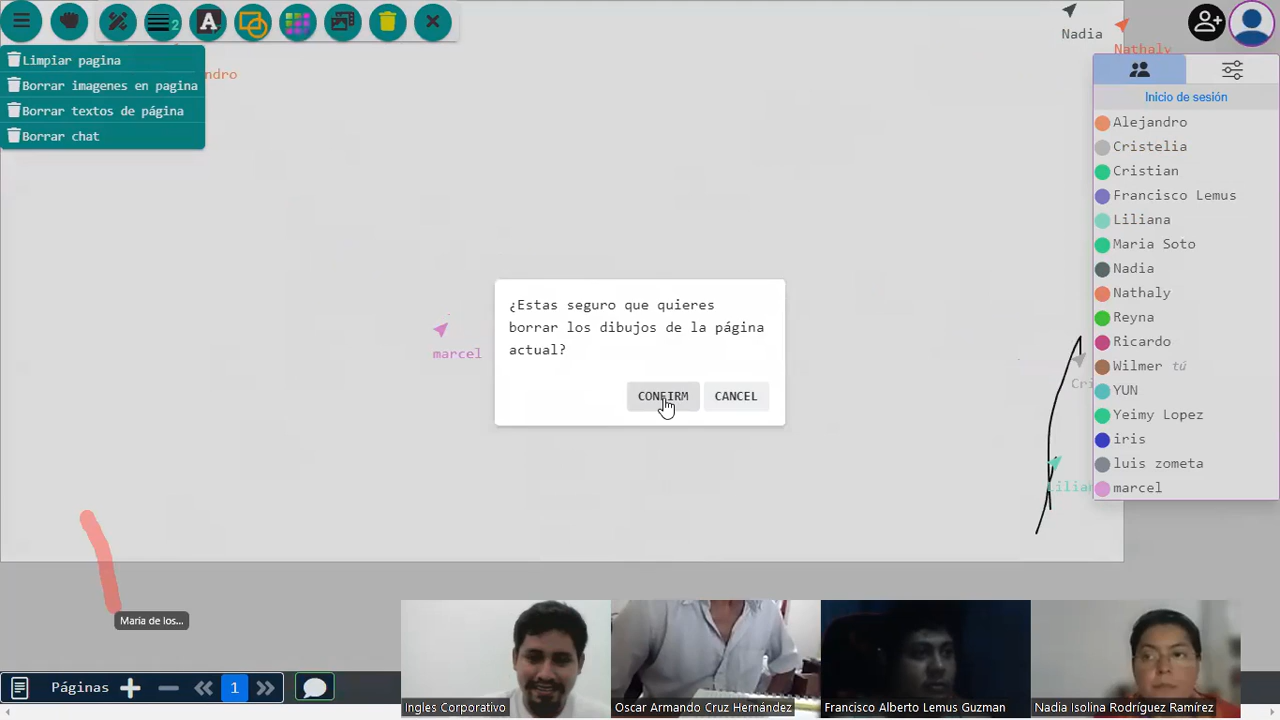 2
A
Limpiar pagina
Borrar imagenes en pagina
Borrar textos de página
Borrar chat
ndro
Nadia
Nathaly
Inicio de sesión
Alejandro
Cristelia
Cristian
Francisco Lemus
Liliana
Maria Soto
Nadia
Nathaly
Reyna
Ricardo
Wilmer tú
YUN
Yeimy Lopez
iris
luis zometa
marcel
¿Estas seguro que quieres
borrar los dibujos de la página
actual?
CONFIRM CANCEL
marcel
Cri
Lilian
Maria de los...
Páginas
1
Ingles Corporativo
Oscar Armando Cruz Hernández
Francisco Alberto Lemus Guzman
Nadia Isolina Rodríguez Ramírez